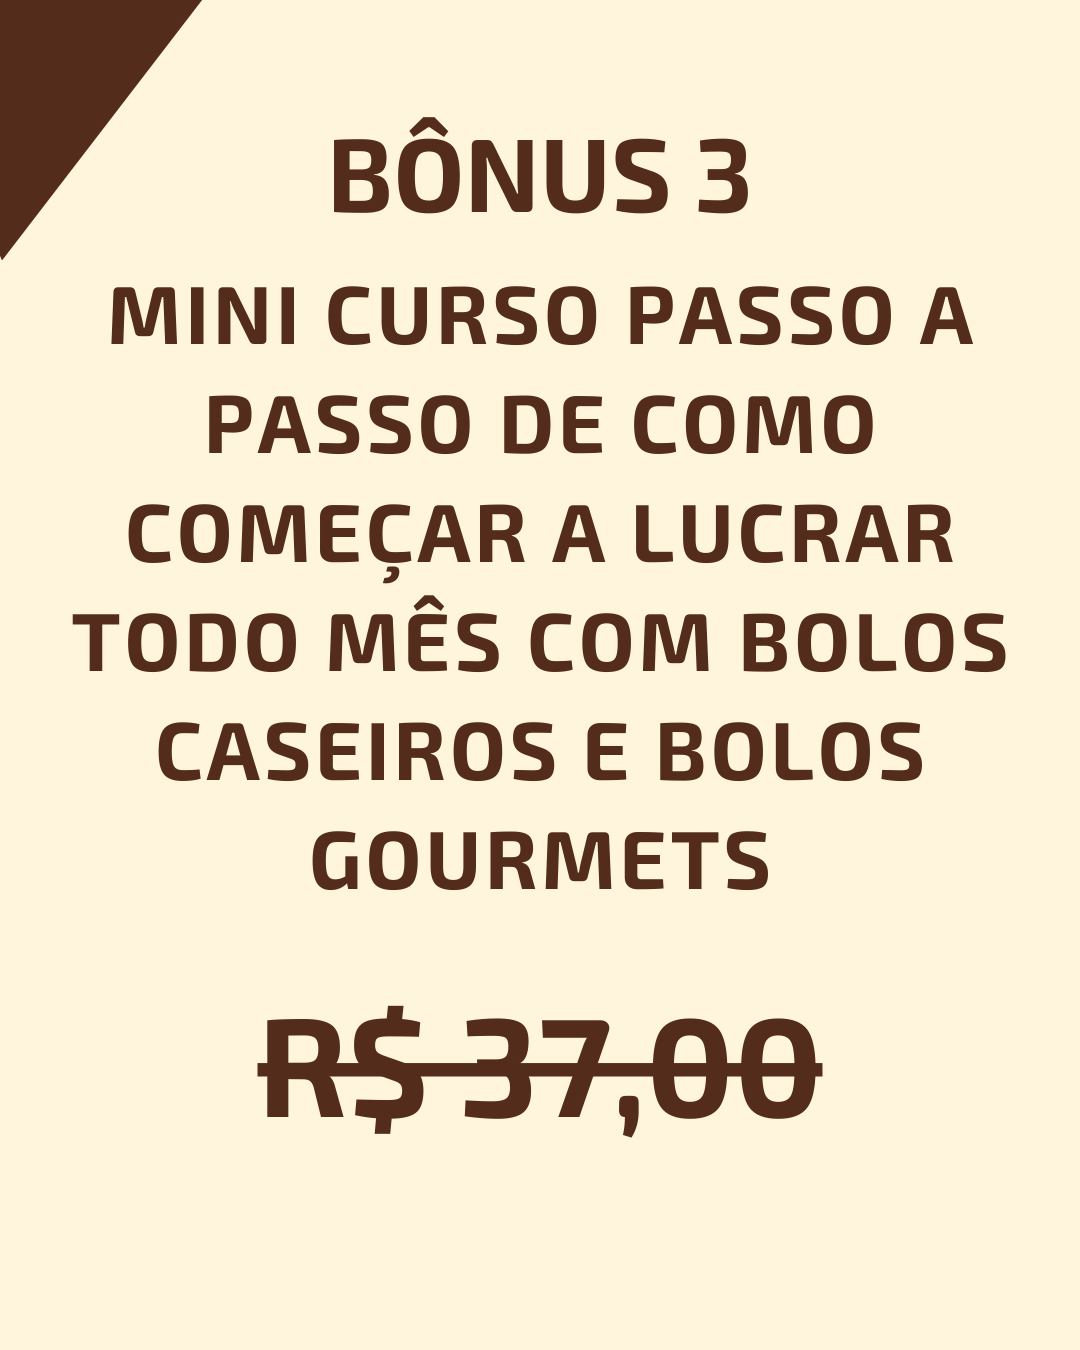 BÔNUS 3
MINI CURSO PASSO A
PASSO DE COMO
COMEÇAR A LUCRAR
TODO MÊS COM BOLOS
CASEIROS E BOLOS
GOURMETS
R$ 37,00